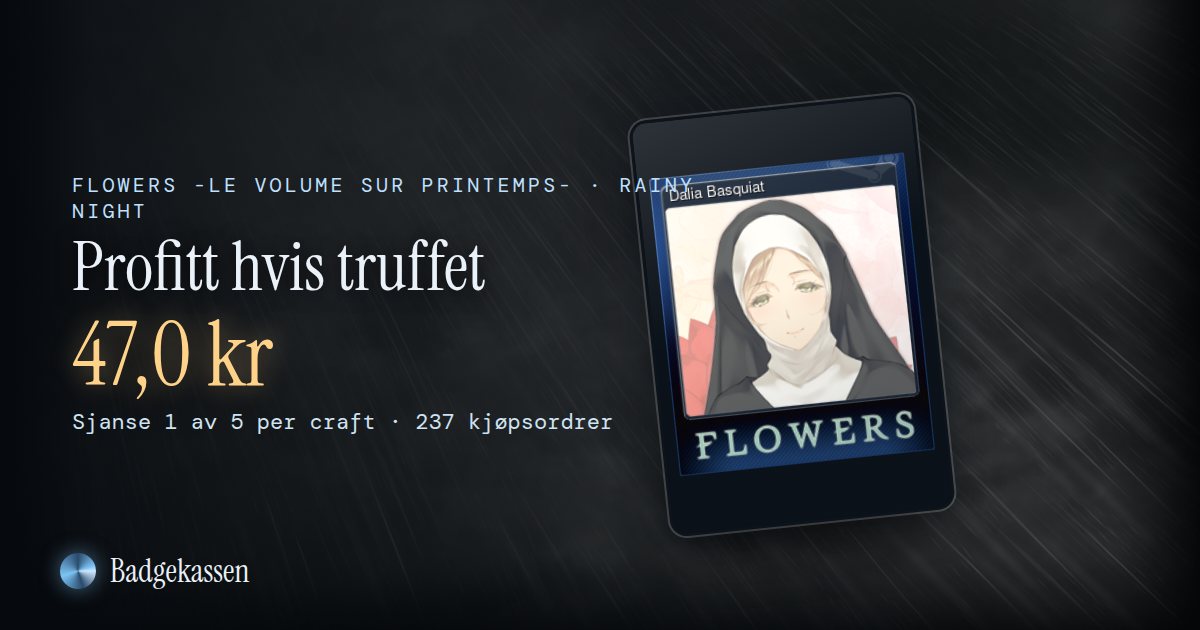 FLOWERS -LE VOLUME SUR PRINTEMPS- · RAINY
NIGHT
Profitt hvis truffet
47,0 kr
Sjanse 1 av 5 per craft · 237 kjøpsordrer
Dalia Basquiat
FLOWERS
Badgekassen